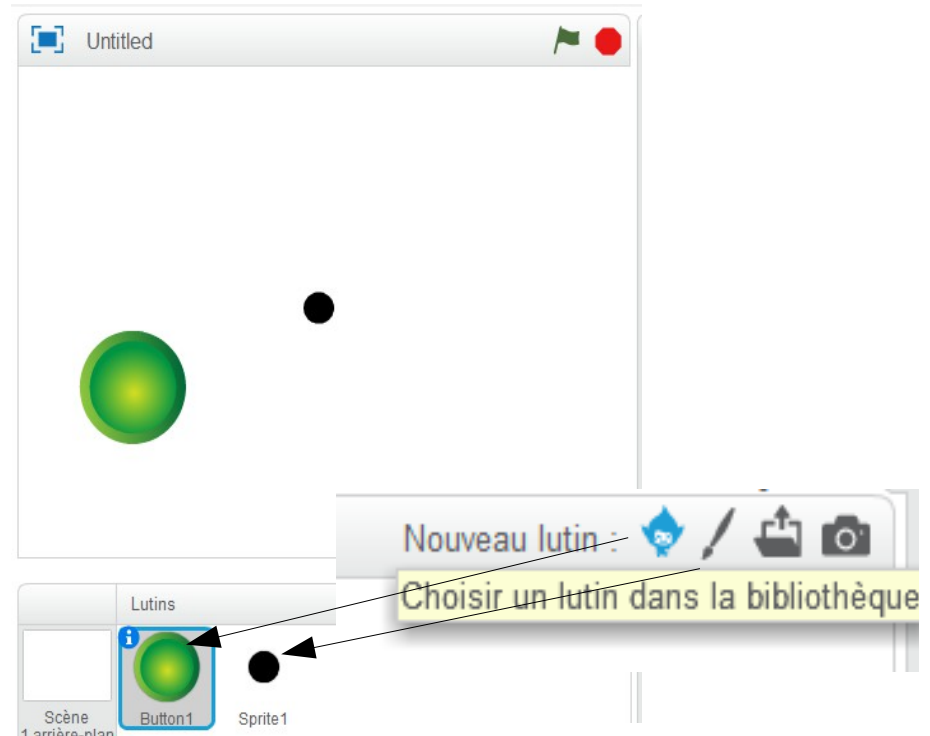 Untitled
Nouveau lutin :
Choisir un lutin dans la bibliothèque
Lutins
Scène
1 arrière-plan
Button1
Sprite1